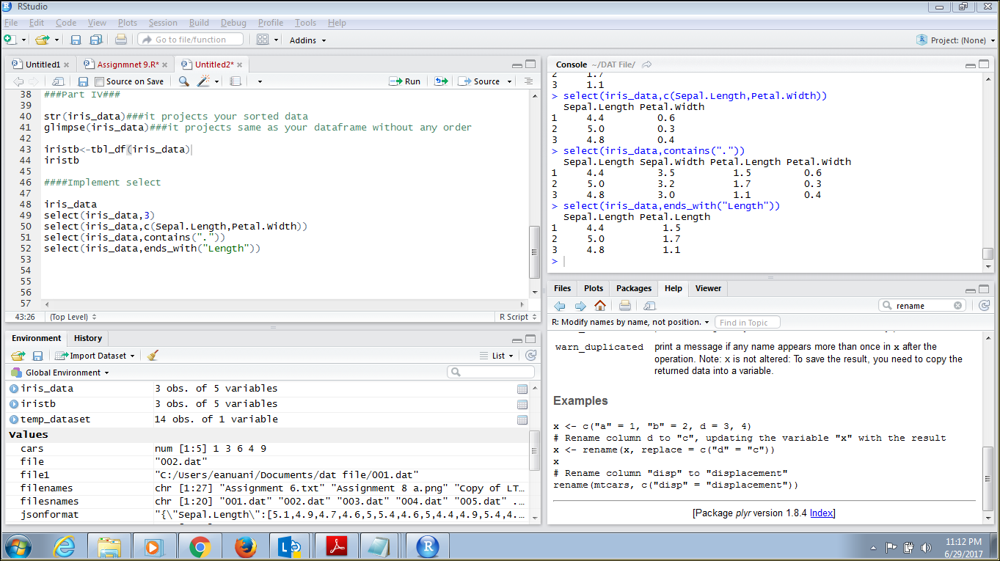 RStudio
File Edit Code View Plots Session Build Debug Profile Tools Help
Go to file/function Addins Project: (None)
Untitled1 Assignmnet 9.R* Untitled2*
Source on Save Run Source
38 ###Part IV###
39
40 str(iris_data)###it projects your sorted data
41 glimpse(iris_data)###it projects same as your dataframe without any order
42
43 iristb<-tbl_df(iris_data)
44 iristb
45
46 ####Implement select
47
48 iris_data
49 select(iris_data,3)
50 select(iris_data,c(Sepal.Length,Petal.Width))
51 select(iris_data,contains("."))
52 select(iris_data,ends_with("Length"))
53
54
55
56
57
43:26 (Top Level) R Script
Environment History
Import Dataset List
Global Environment
iris_data 3 obs. of 5 variables
iristb 3 obs. of 5 variables
temp_dataset 14 obs. of 1 variable
Values
cars num [1:5] 1 3 6 4 9
file "002.dat"
file1 "C:/Users/eanuani/Documents/dat file/001.dat"
filenames chr [1:27] "Assignment 6.txt" "Assignment 8 a.png" "Copy of LT…
filesnames chr [1:20] "001.dat" "002.dat" "003.dat" "004.dat" "005.dat" .…
jsonformat "{\"Sepal.Length\":[5.1,4.9,4.7,4.6,5,5.4,4.6,5,4.4,4.9,5.4,4.…
Console ~/DAT File/
2 1.7
3 1.1
> select(iris_data,c(Sepal.Length,Petal.Width))
Sepal.Length Petal.Width
1 4.4 0.6
2 5.0 0.3
3 4.8 0.4
> select(iris_data,contains("."))
Sepal.Length Sepal.Width Petal.Length Petal.Width
1 4.4 3.5 1.5 0.6
2 5.0 3.2 1.7 0.3
3 4.8 3.0 1.1 0.4
> select(iris_data,ends_with("Length"))
Sepal.Length Petal.Length
1 4.4 1.5
2 5.0 1.7
3 4.8 1.1
>
Files Plots Packages Help Viewer
rename
R: Modify names by name, not position. Find in Topic
warn_duplicated print a message if any name appears more than once in x after the
operation. Note: x is not altered: To save the result, you need to copy the
returned data into a variable.
Examples
x <- c("a" = 1, "b" = 2, d = 3, 4)
# Rename column d to "c", updating the variable "x" with the result
x <- rename(x, replace = c("d" = "c"))
x
# Rename column "disp" to "displacement"
rename(mtcars, c("disp" = "displacement"))
[Package plyr version 1.8.4 Index]
11:12 PM
6/29/2017